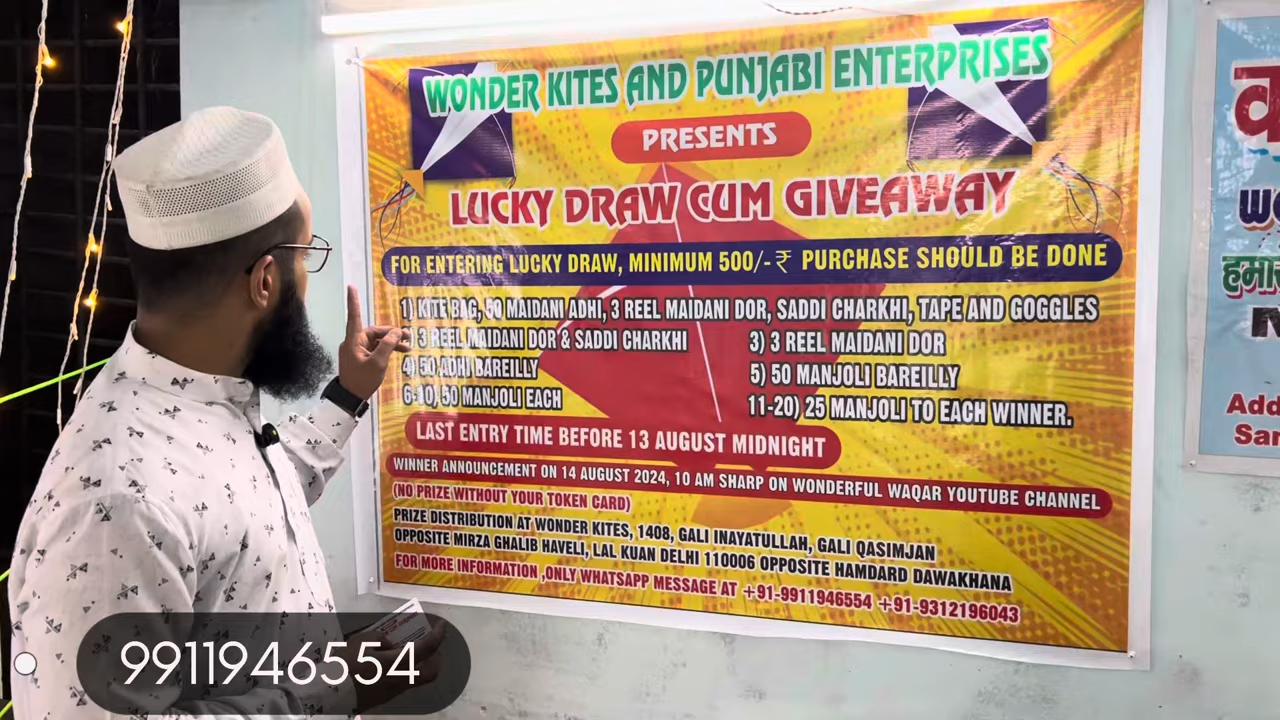 WONDER KITES AND PUNJABI ENTERPRISES
PRESENTS
LUCKY DRAW CUM GIVEAWAY
FOR ENTERING LUCKY DRAW, MINIMUM 500/-₹ PURCHASE SHOULD BE DONE
1) KITE BAG, 50 MAIDANI ADHI, 3 REEL MAIDANI DOR, SADDI CHARKHI, TAPE AND GOGGLES
2) 3 REEL MAIDANI DOR & SADDI CHARKHI 3) 3 REEL MAIDANI DOR
4) 50 ADHI BAREILLY 5) 50 MANJOLI BAREILLY
6-10) 50 MANJOLI EACH 11-20) 25 MANJOLI TO EACH WINNER.
LAST ENTRY TIME BEFORE 13 AUGUST MIDNIGHT
WINNER ANNOUNCEMENT ON 14 AUGUST 2024, 10 AM SHARP ON WONDERFUL WAQAR YOUTUBE CHANNEL
(NO PRIZE WITHOUT YOUR TOKEN CARD)
PRIZE DISTRIBUTION AT WONDER KITES, 1408, GALI INAYATULLAH, GALI QASIMJAN
OPPOSITE MIRZA GHALIB HAVELI, LAL KUAN DELHI 110006 OPPOSITE HAMDARD DAWAKHANA
FOR MORE INFORMATION ,ONLY WHATSAPP MESSAGE AT +91-9911946554 +91-9312196043
9911946554